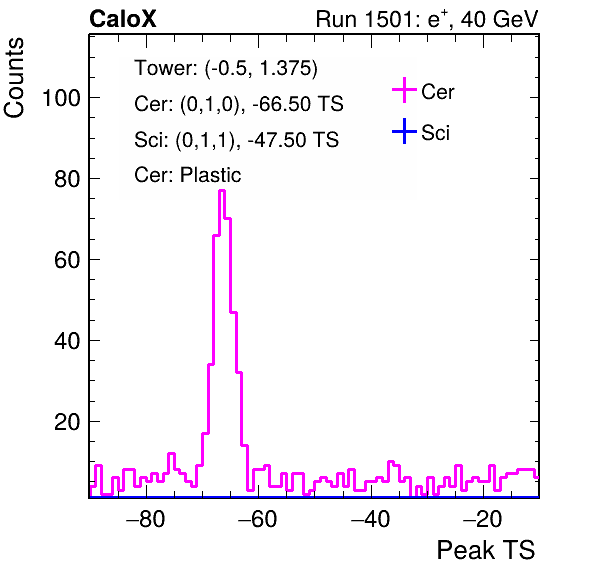 CaloX Run 1501: e⁺, 40 GeV
Counts
Tower: (-0.5, 1.375)
Cer: (0,1,0), -66.50 TS
Sci: (0,1,1), -47.50 TS
Cer: Plastic
Cer
Sci
100
80
60
40
20
−80 −60 −40 −20
Peak TS